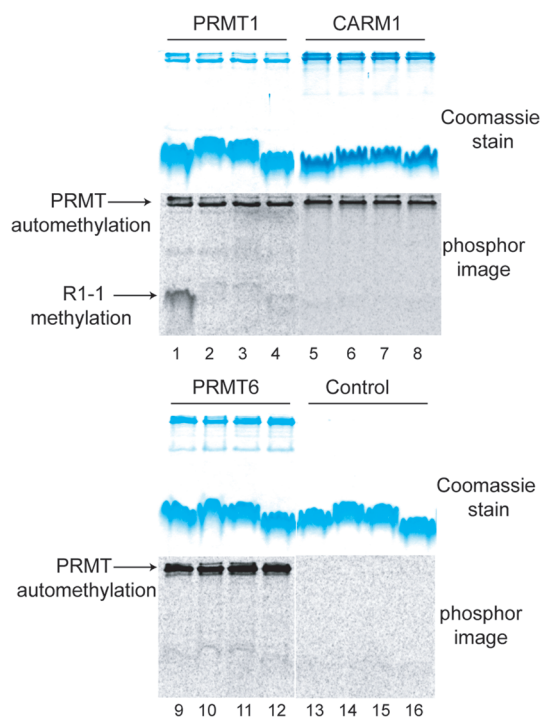 PRMT1 CARM1
Coomassie
stain
PRMT
automethylation
phosphor
image
R1-1
methylation
1 2 3 4 5 6 7 8
PRMT6 Control
Coomassie
stain
PRMT
automethylation
phosphor
image
9 10 11 12 13 14 15 16